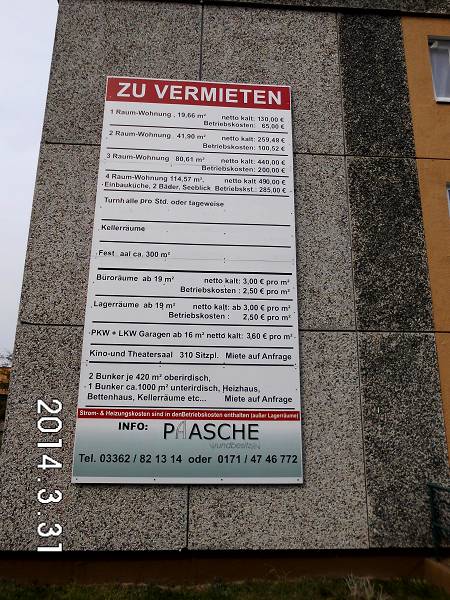 ZU VERMIETEN
1 Raum-Wohnung . 19,66 m² netto kalt: 130,00 €
Betriebskosten: 65,00 €
2 Raum-Wohnung 41,90 m² netto kalt: 259,48 €
Betriebskosten: 100,52 €
3 Raum-Wohnung 80,61 m² netto kalt: 440,00 €
Betriebskosten: 200,00 €
4 Raum-Wohnung 114,57 m². netto kalt 490,00 €
Einbauküche, 2 Bäder, Seeblick Betriebskst.: 285,00 €
Turnhalle pro Std. oder tageweise
Kellerräume
Fest aal ca. 300 m²
Büroräume ab 19 m² netto kalt: 3,00 € pro m²
Betriebskosten : 2,50 € pro m²
Lagerräume ab 19 m² netto kalt: ab 3,00 € pro m²
Betriebskosten : 2,50 € pro m²
PKW + LKW Garagen ab 16 m² netto kalt: 3,60 € pro m²
Kino-und Theatersaal 310 Sitzpl. Miete auf Anfrage
2 Bunker je 420 m² oberirdisch,
1 Bunker ca.1000 m² unterirdisch, Heizhaus,
Bettenhaus, Kellerräume etc... Miete auf Anfrage
Strom- & Heizungskosten sind in denBetriebskosten enthalten (außer Lagerräume)
INFO: PAASCHE
grundbesitz
Tel. 03362 / 82 13 14 oder 0171 / 47 46 772
2014.3.31